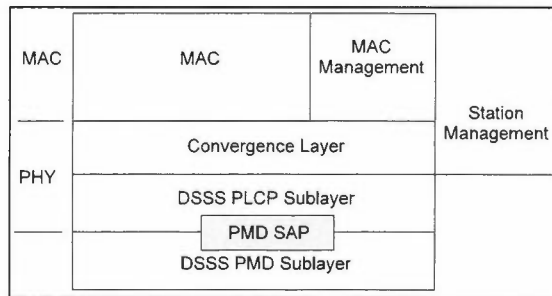 MAC
MAC
MAC
Management
Station
Management
Convergence Layer
PHY
DSSS PLCP Sublayer
PMD SAP
DSSS PMD Sublayer